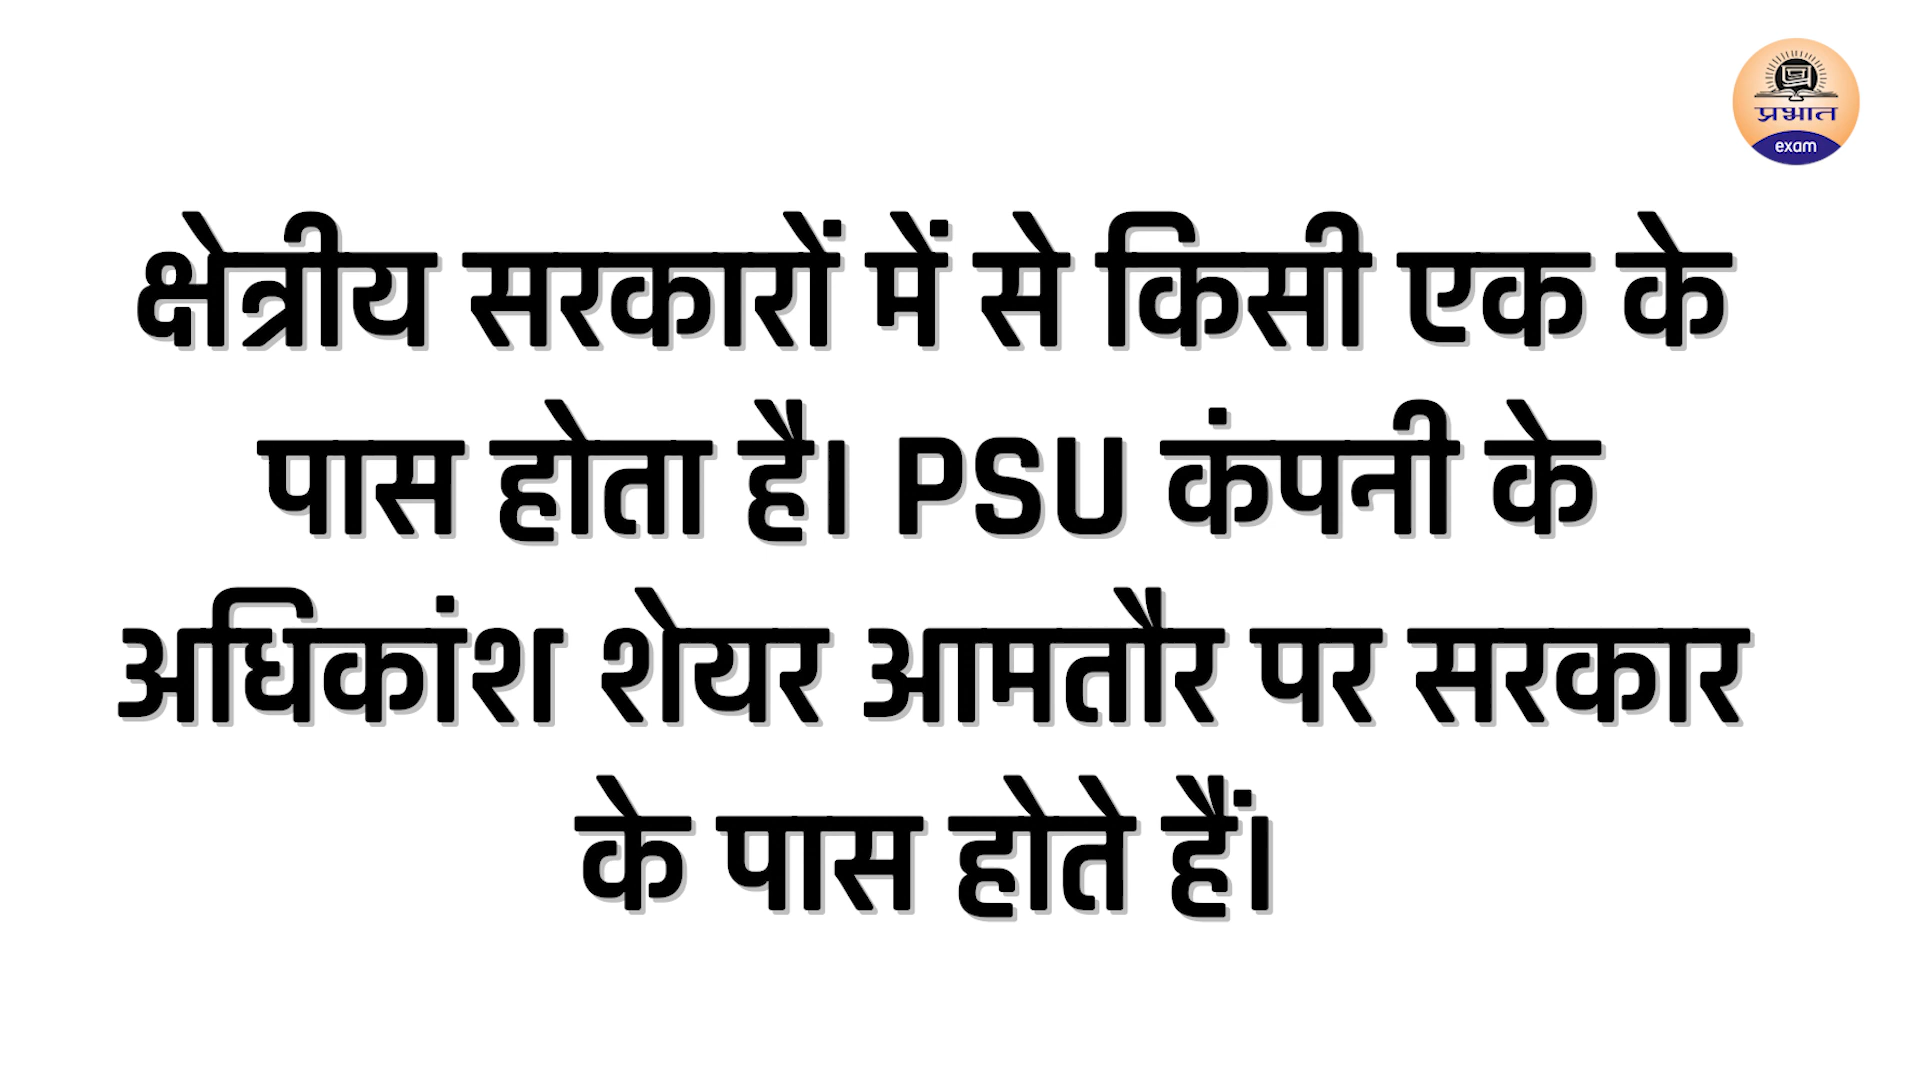 प्रभात
exam
क्षेत्रीय सरकारों में से किसी एक के
पास होता है। PSU कंपनी के
अधिकांश शेयर आमतौर पर सरकार
के पास होते हैं।